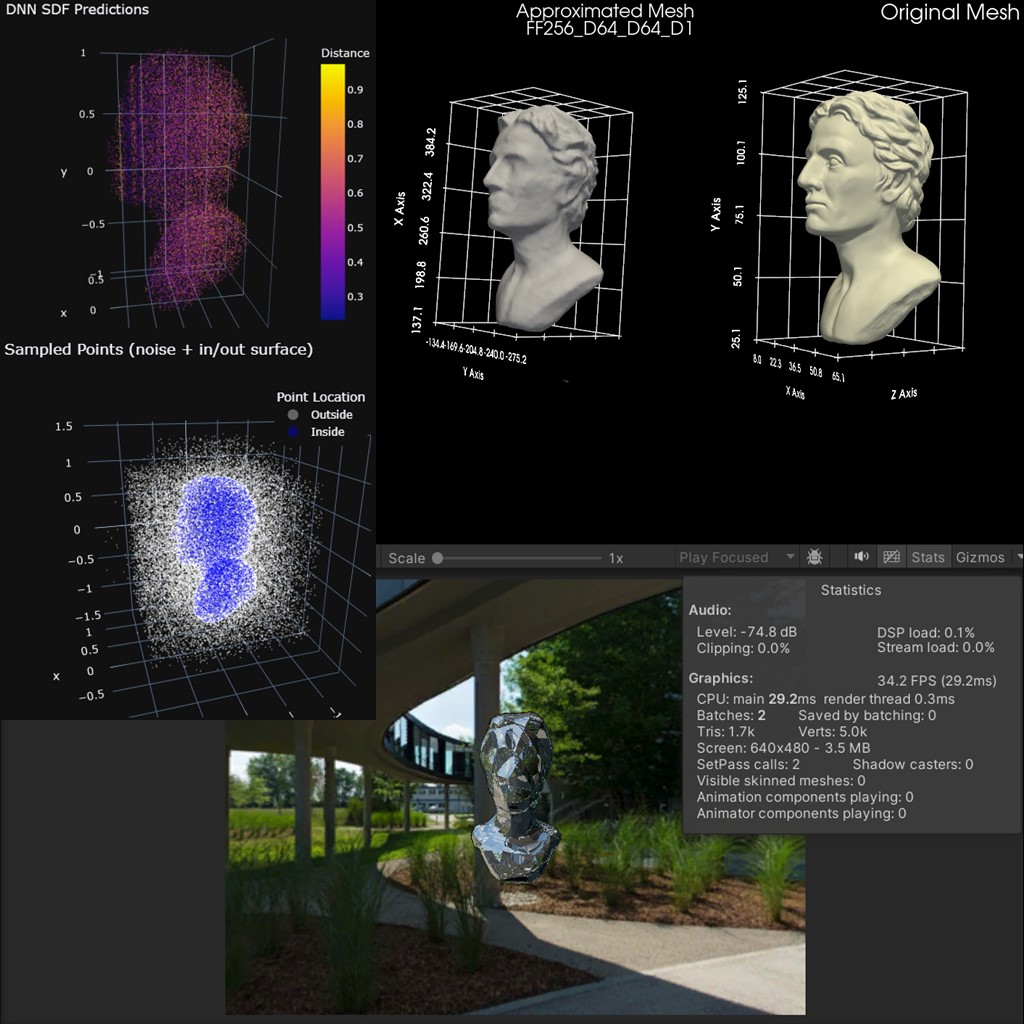 DNN SDF Predictions
Distance
1
0.5
y
0
−0.5
−1
0.5
x
0
0.9
0.8
0.7
0.6
0.5
0.4
0.3
Approximated Mesh
FF256_D64_D64_D1
X Axis
384.2
322.4
260.6
198.8
137.1
-134.4
-169.6
-204.8
-240.0
-275.2
Y Axis
Original Mesh
Y Axis
125.1
100.1
75.1
50.1
25.1
8.0
22.3
36.5
50.8
65.1
X Axis
Z Axis
Sampled Points (noise + in/out surface)
Point Location
Outside
Inside
1.5
1
0.5
0
−0.5
−1
−1.5
1
0.5
x
0
−0.5
Scale
1x
Play Focused
Stats
Gizmos
Statistics
Audio:
Level: -74.8 dB
DSP load: 0.1%
Clipping: 0.0%
Stream load: 0.0%
Graphics:
34.2 FPS (29.2ms)
CPU: main 29.2ms render thread 0.3ms
Batches: 2 Saved by batching: 0
Tris: 1.7k Verts: 5.0k
Screen: 640x480 - 3.5 MB
SetPass calls: 2 Shadow casters: 0
Visible skinned meshes: 0
Animation components playing: 0
Animator components playing: 0